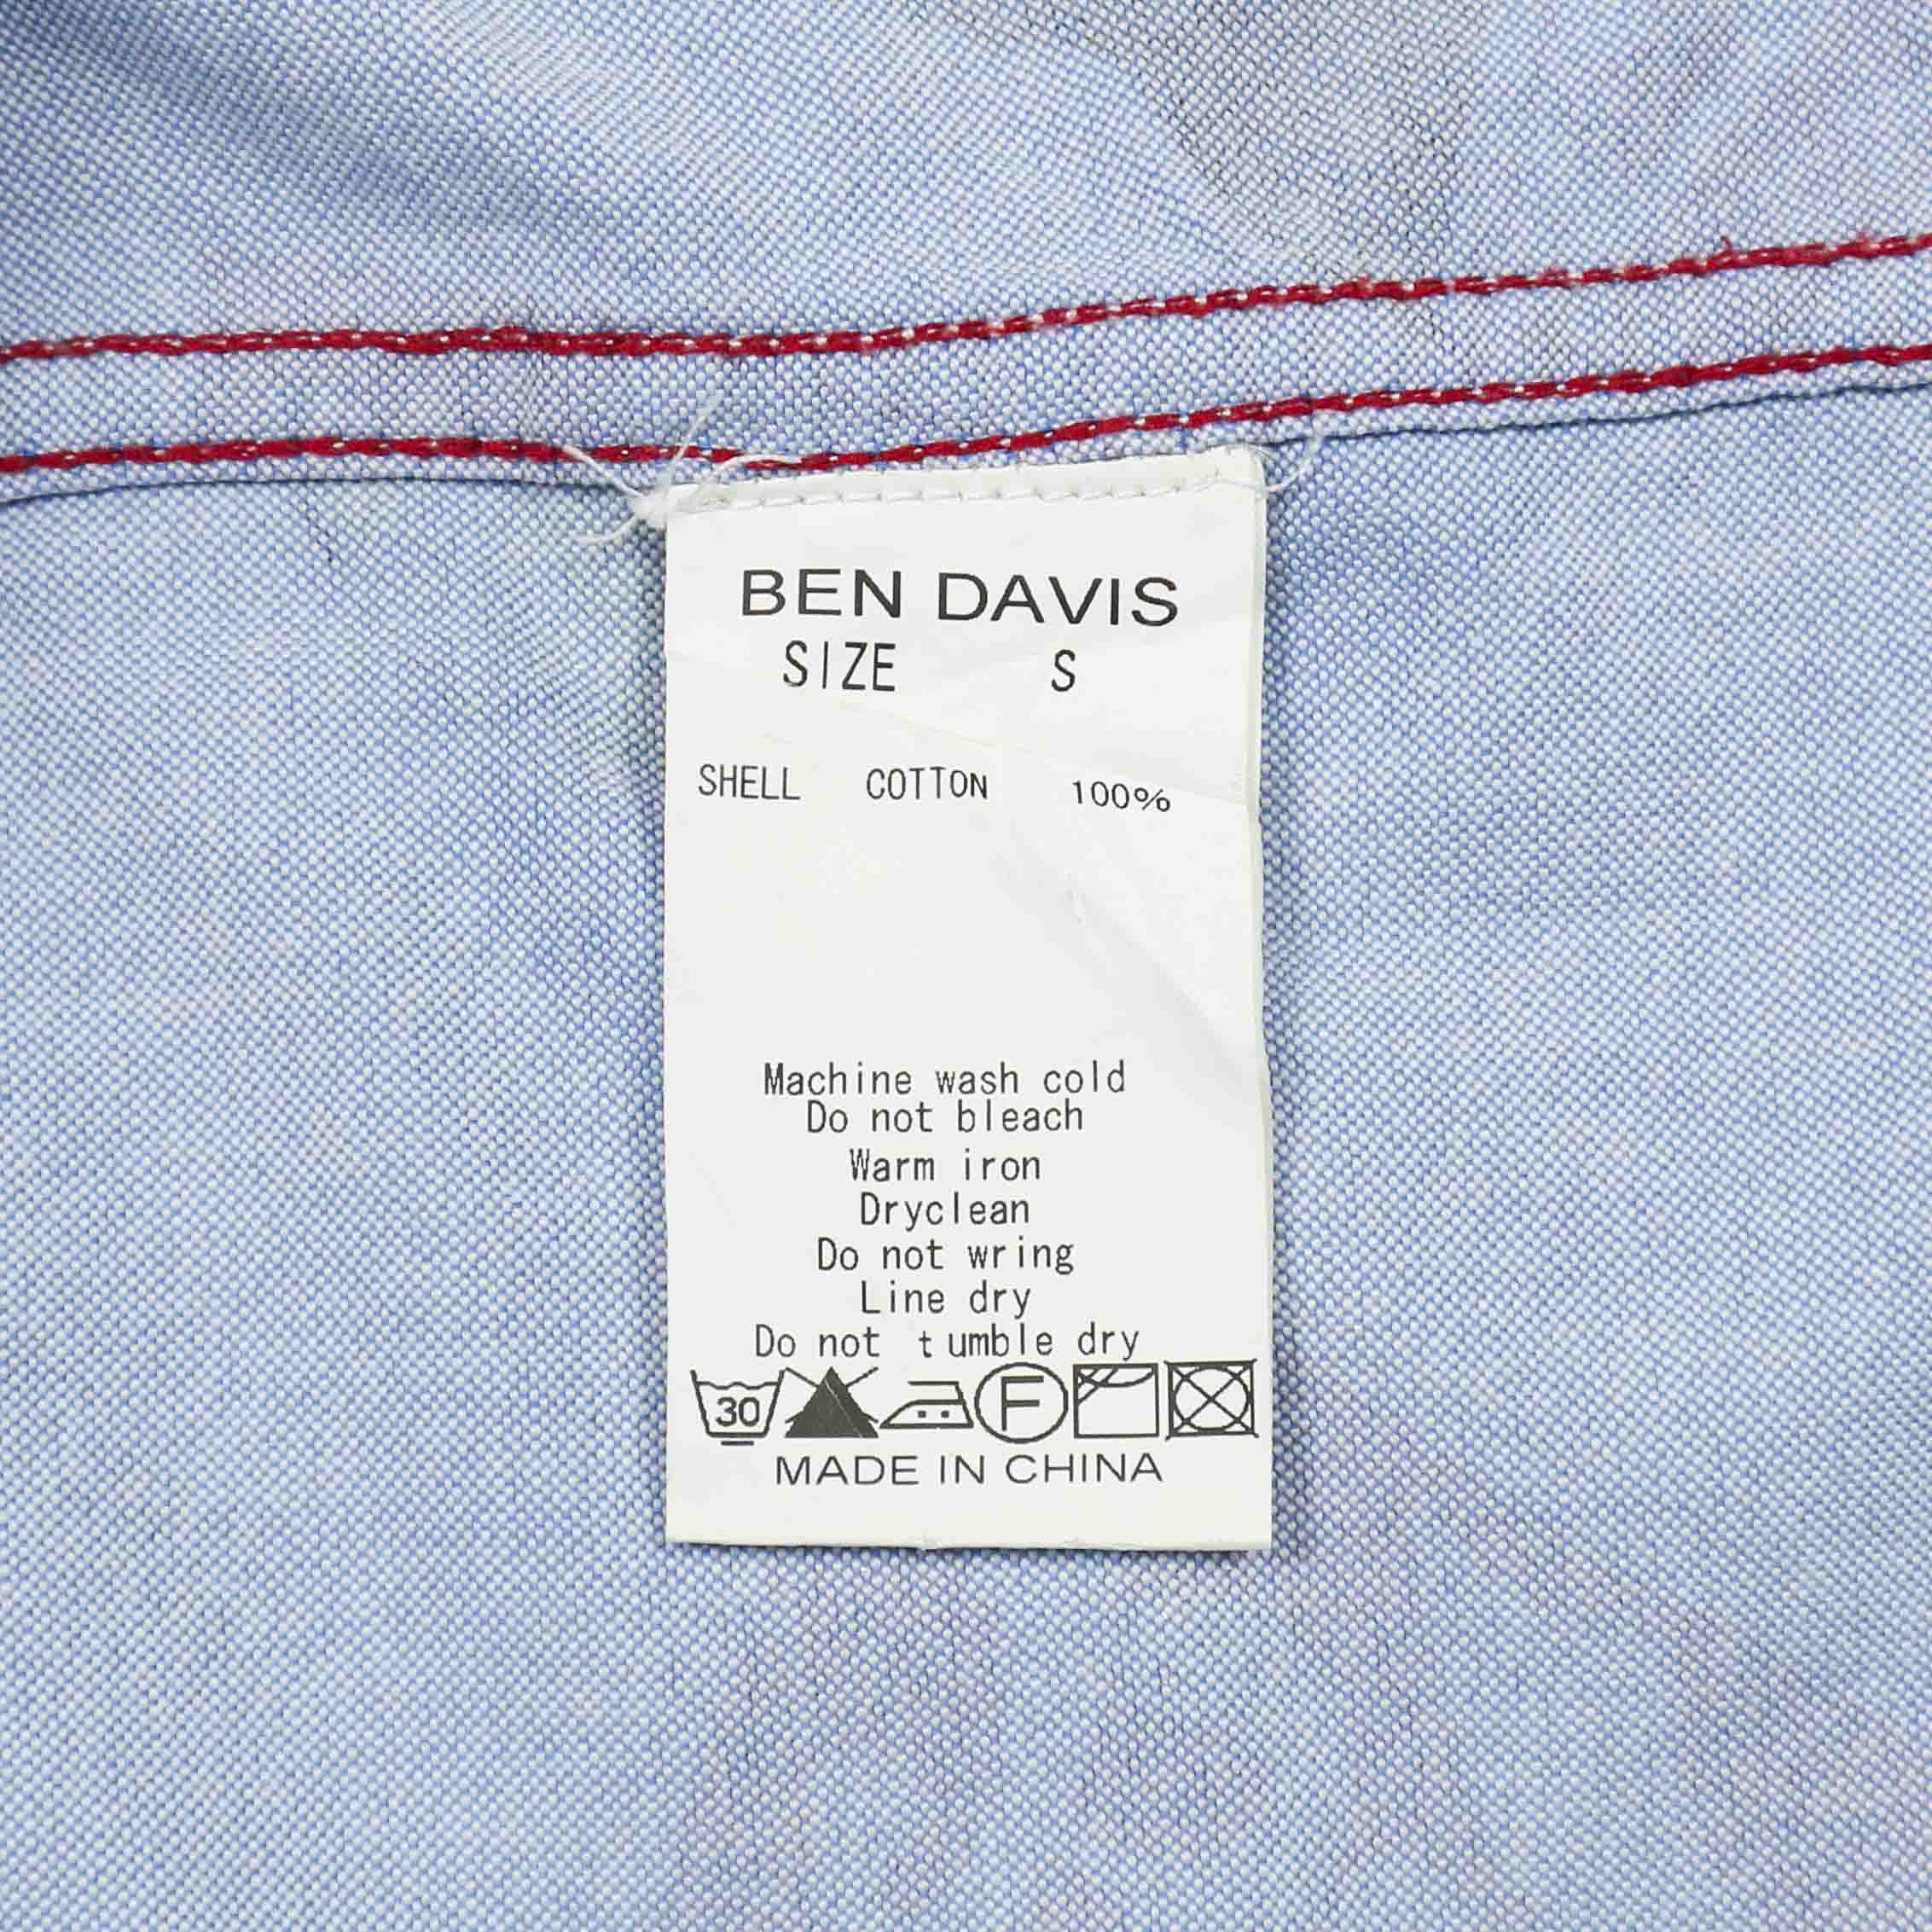 BEN DAVIS
SIZE S
SHELL COTTON 100%
Machine wash cold
Do not bleach
Warm iron
Dryclean
Do not wring
Line dry
Do not tumble dry
30 F
MADE IN CHINA